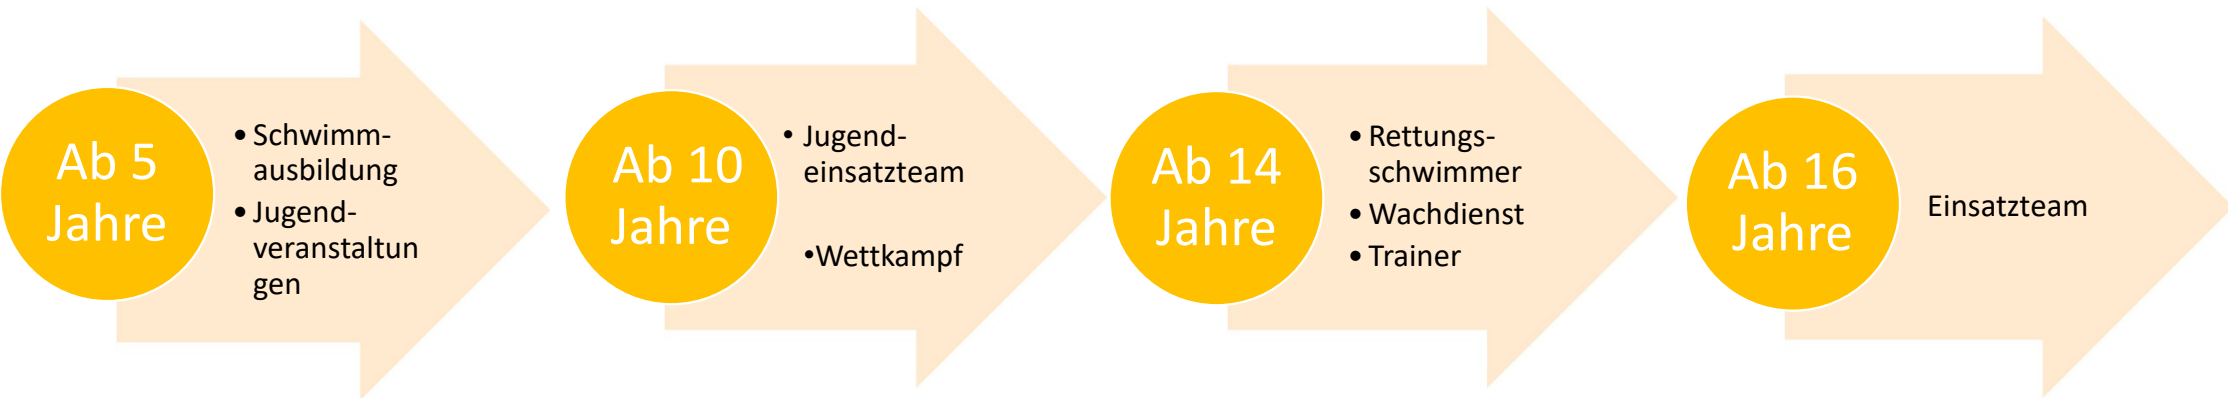 Ab 5
Jahre
• Schwimm-
ausbildung
• Jugend-
veranstaltun
gen
Ab 10
Jahre
• Jugend-
einsatzteam
•Wettkampf
Ab 14
Jahre
• Rettungs-
schwimmer
• Wachdienst
• Trainer
Ab 16
Jahre
Einsatzteam